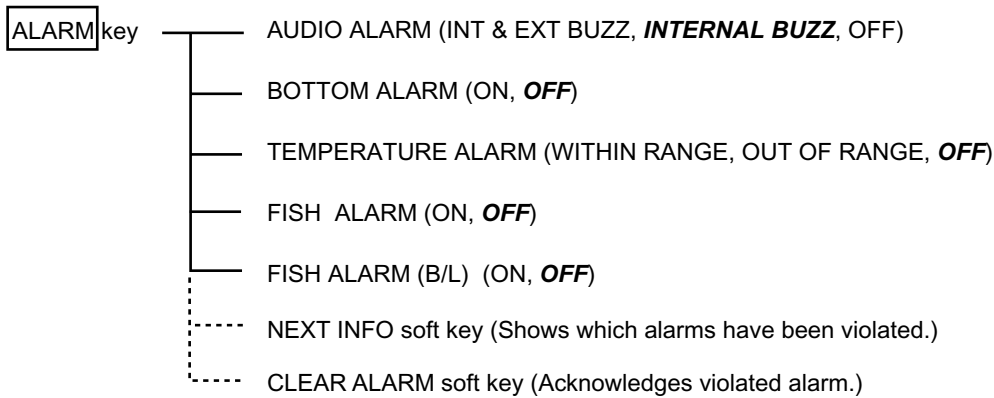 ALARM key
AUDIO ALARM (INT & EXT BUZZ, INTERNAL BUZZ, OFF)
BOTTOM ALARM (ON, OFF)
TEMPERATURE ALARM (WITHIN RANGE, OUT OF RANGE, OFF)
FISH ALARM (ON, OFF)
FISH ALARM (B/L) (ON, OFF)
NEXT INFO soft key (Shows which alarms have been violated.)
CLEAR ALARM soft key (Acknowledges violated alarm.)